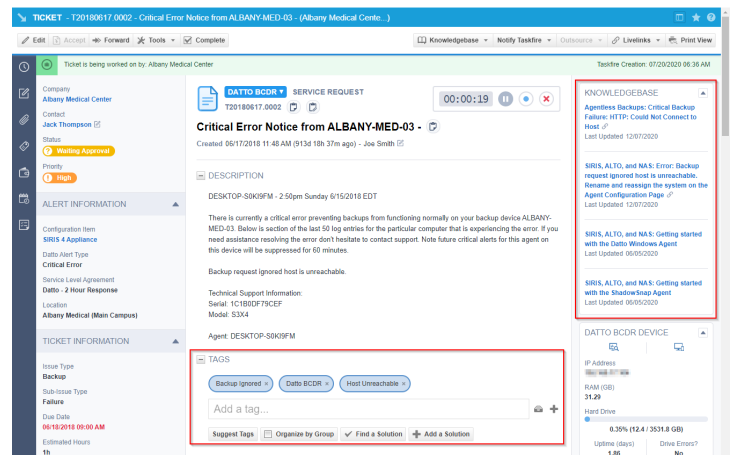 TICKET - T20180617.0002 - Critical Error Notice from ALBANY-MED-03 - (Albany Medical Cente...)
Edit Accept Forward Tools Complete Knowledgebase Notify Taskfire Outsource Livelinks Print View
Ticket is being worked on by: Albany Medical Center
Taskfire Creation: 07/20/2020 06:36 AM
Company
Albany Medical Center
Contact
Jack Thompson
Status
Waiting Approval
Priority
High
ALERT INFORMATION
Configuration Item
SIRIS 4 Appliance
Datto Alert Type
Critical Error
Service Level Agreement
Datto - 2 Hour Response
Location
Albany Medical (Main Campus)
TICKET INFORMATION
Issue Type
Backup
Sub-Issue Type
Failure
Due Date
06/18/2018 09:00 AM
Estimated Hours
1h
DATTO BCDR SERVICE REQUEST
T20180617.0002
00:00:19
Critical Error Notice from ALBANY-MED-03 -
Created 06/17/2018 11:48 AM (913d 18h 37m ago) - Joe Smith
DESCRIPTION
DESKTOP-S0KI9FM - 2:50pm Sunday 6/15/2018 EDT
There is currently a critical error preventing backups from functioning normally on your backup device ALBANY-
MED-03. Below is section of the last 50 log entries for the particular computer that is experiencing the error. If you
need assistance resolving the error don't hesitate to contact support. Note future critical alerts for this agent on
this device will be suppressed for 60 minutes.
Backup request ignored host is unreachable.
Technical Support Information:
Serial: 1C1B0DF79CEF
Model: S3X4
Agent: DESKTOP-S0KI9FM
TAGS
Backup Ignored × Datto BCDR × Host Unreachable ×
Add a tag...
Suggest Tags Organize by Group Find a Solution Add a Solution
KNOWLEDGEBASE
Agentless Backups: Critical Backup
Failure: HTTP: Could Not Connect to
Host
Last Updated 12/07/2020
SIRIS, ALTO, and NAS: Error: Backup
request ignored host is unreachable.
Rename and reassign the system on the
Agent Configuration Page
Last Updated 12/07/2020
SIRIS, ALTO, and NAS: Getting started
with the Datto Windows Agent
Last Updated 06/05/2020
SIRIS, ALTO, and NAS: Getting started
with the ShadowSnap Agent
Last Updated 06/05/2020
DATTO BCDR DEVICE
IP Address
RAM (GB)
31.29
Hard Drive
0.35% (12.4 / 3531.8 GB)
Uptime (days) Drive Errors?
1.86 No